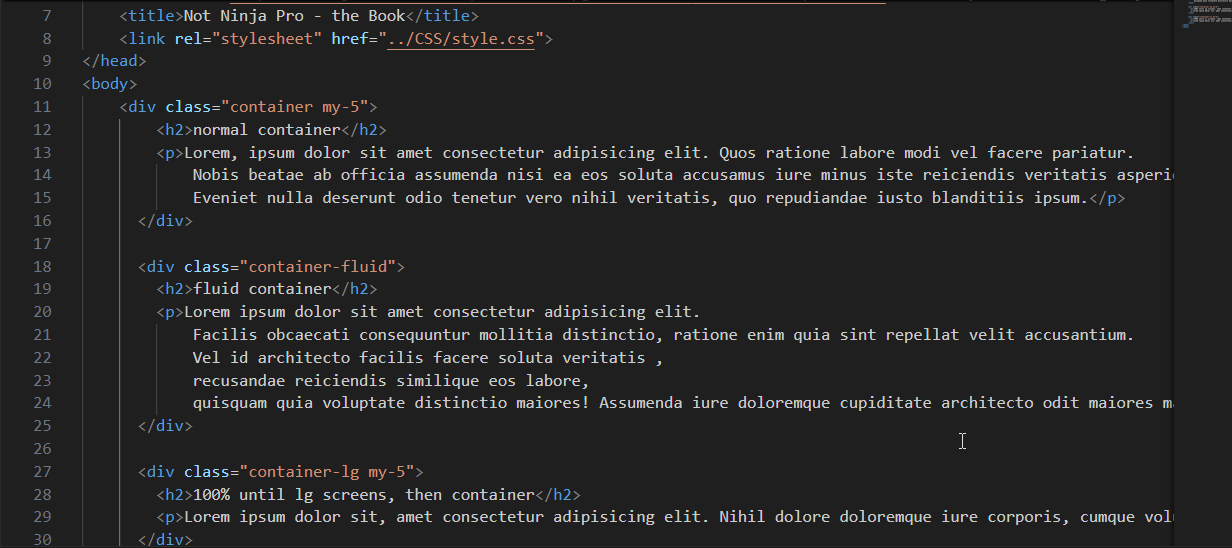 7 <title>Not Ninja Pro - the Book</title>
8 <link rel="stylesheet" href="../CSS/style.css">
9 </head>
10 <body>
11 <div class="container my-5">
12 <h2>normal container</h2>
13 <p>Lorem, ipsum dolor sit amet consectetur adipisicing elit. Quos ratione labore modi vel facere pariatur.
14 Nobis beatae ab officia assumenda nisi ea eos soluta accusamus iure minus iste reiciendis veritatis asperi
15 Eveniet nulla deserunt odio tenetur vero nihil veritatis, quo repudiandae iusto blanditiis ipsum.</p>
16 </div>
17
18 <div class="container-fluid">
19 <h2>fluid container</h2>
20 <p>Lorem ipsum dolor sit amet consectetur adipisicing elit.
21 Facilis obcaecati consequuntur mollitia distinctio, ratione enim quia sint repellat velit accusantium.
22 Vel id architecto facilis facere soluta veritatis ,
23 recusandae reiciendis similique eos labore,
24 quisquam quia voluptate distinctio maiores! Assumenda iure doloremque cupiditate architecto odit maiores m
25 </div>
26
27 <div class="container-lg my-5">
28 <h2>100% until lg screens, then container</h2>
29 <p>Lorem ipsum dolor sit, amet consectetur adipisicing elit. Nihil dolore doloremque iure corporis, cumque vol
30 </div>